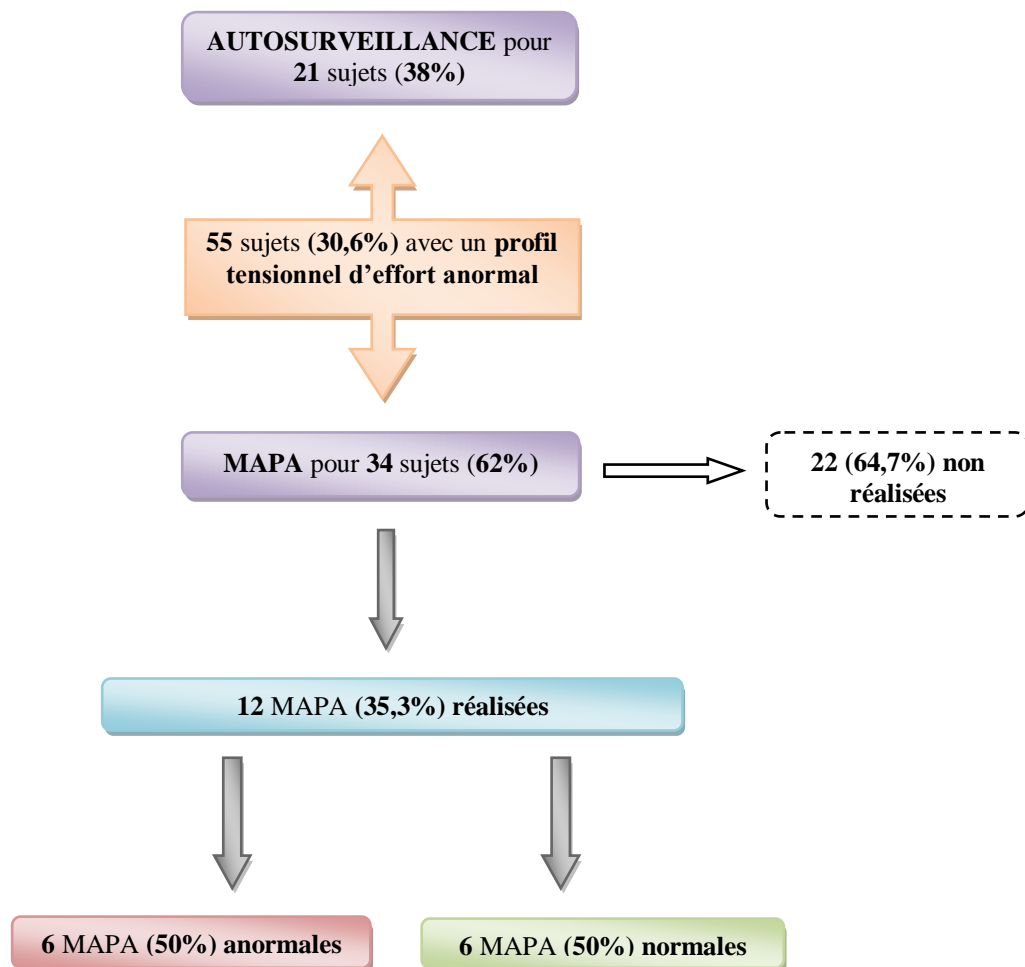 AUTOSURVEILLANCE pour
21 sujets (38%)
55 sujets (30,6%) avec un profil
tensionnel d’effort anormal
MAPA pour 34 sujets (62%)
22 (64,7%) non
réalisées
12 MAPA (35,3%) réalisées
6 MAPA (50%) anormales
6 MAPA (50%) normales